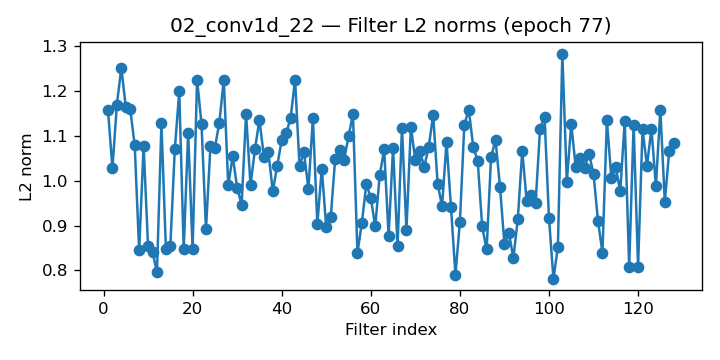 02_conv1d_22 — Filter L2 norms (epoch 77)
1.3
1.2
1.1
1.0
0.9
0.8
L2 norm
0 20 40 60 80 100 120
Filter index